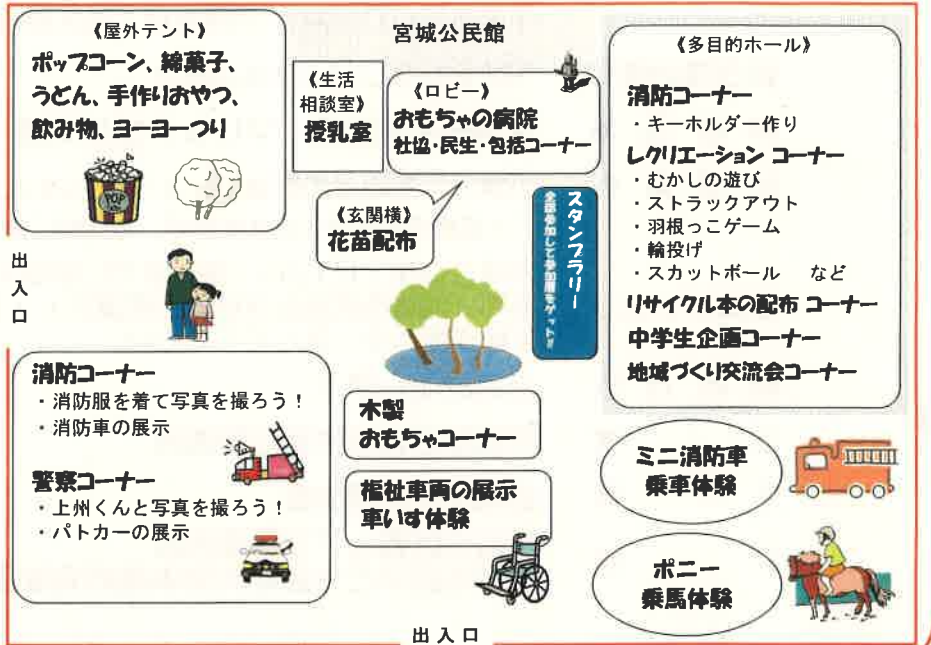 《屋外テント》
ポップコーン、綿菓子、
うどん、手作りおやつ、
飲み物、ヨーヨーつり
POP
宮城公民館
《生活
相談室》
授乳室
《ロビー》
おもちゃの病院
社協・民生・包括コーナー
《玄関横》
花苗配布
スタンプラリー
全部参加して参加賞をゲット!!
《多目的ホール》
消防コーナー
・キーホルダー作り
レクリエーション コーナー
・むかしの遊び
・ストラックアウト
・羽根っこゲーム
・輪投げ
・スカットボール など
リサイクル本の配布 コーナー
中学生企画コーナー
地域づくり交流会コーナー
出入口
消防コーナー
・消防服を着て写真を撮ろう！
・消防車の展示
警察コーナー
・上州くんと写真を撮ろう！
・パトカーの展示
木製
おもちゃコーナー
福祉車両の展示
車いす体験
ミニ消防車
乗車体験
ポニー
乗馬体験
出入口